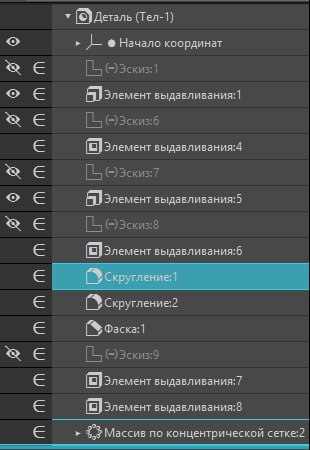 Деталь (Тел-1)
Начало координат
(-)Эскиз:1
Элемент выдавливания:1
(-)Эскиз:6
Элемент выдавливания:4
(-)Эскиз:7
Элемент выдавливания:5
(-)Эскиз:8
Элемент выдавливания:6
Скругление:1
Скругление:2
Фаска:1
(-)Эскиз:9
Элемент выдавливания:7
Элемент выдавливания:8
Массив по концентрической сетке:2